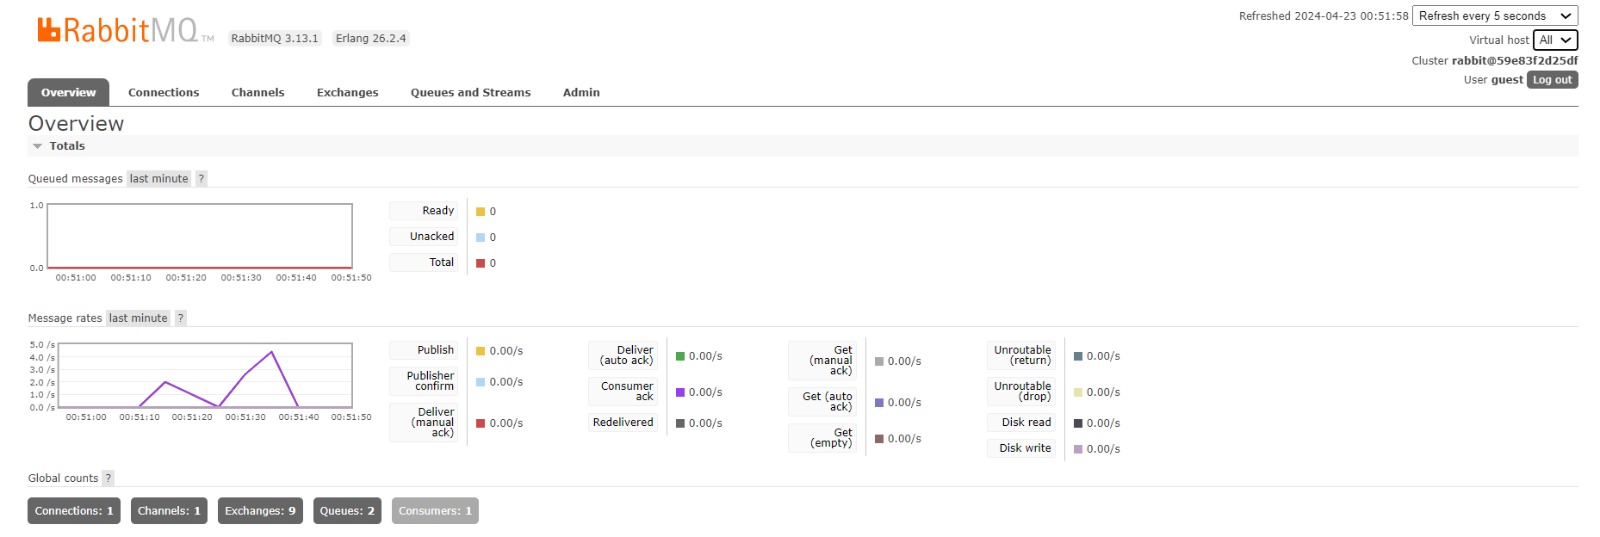 RabbitMQ TM RabbitMQ 3.13.1 Erlang 26.2.4
Refreshed 2024-04-23 00:51:58 Refresh every 5 seconds
Virtual host All
Cluster rabbit@59e83f2d25df
User guest Log out
Overview Connections Channels Exchanges Queues and Streams Admin
Overview
Totals
Queued messages last minute ?
1.0
0.0
00:51:00 00:51:10 00:51:20 00:51:30 00:51:40 00:51:50
Ready 0
Unacked 0
Total 0
Message rates last minute ?
5.0 /s
4.0 /s
3.0 /s
2.0 /s
1.0 /s
0.0 /s
00:51:00 00:51:10 00:51:20 00:51:30 00:51:40 00:51:50
Publish 0.00/s
Publisher
confirm 0.00/s
Deliver
(manual
ack) 0.00/s
Deliver
(auto ack) 0.00/s
Consumer
ack 0.00/s
Redelivered 0.00/s
Get
(manual
ack) 0.00/s
Get (auto
ack) 0.00/s
Get
(empty) 0.00/s
Unroutable
(return) 0.00/s
Unroutable
(drop) 0.00/s
Disk read 0.00/s
Disk write 0.00/s
Global counts ?
Connections: 1 Channels: 1 Exchanges: 9 Queues: 2 Consumers: 1